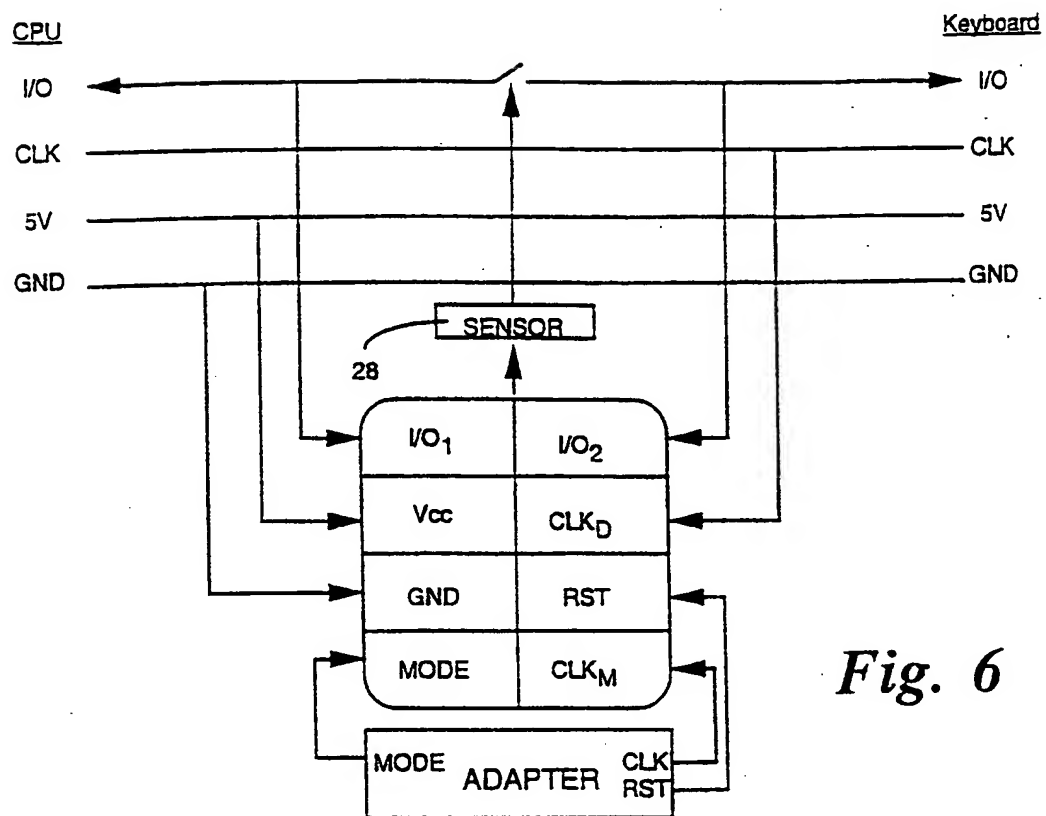 CPU
Keyboard
I/O
I/O
CLK
CLK
5V
5V
GND
GND
SENSOR
28
I/O1
I/O2
Vcc
CLKD
GND
RST
MODE
CLKM
MODE
ADAPTER
CLK
RST
Fig. 6